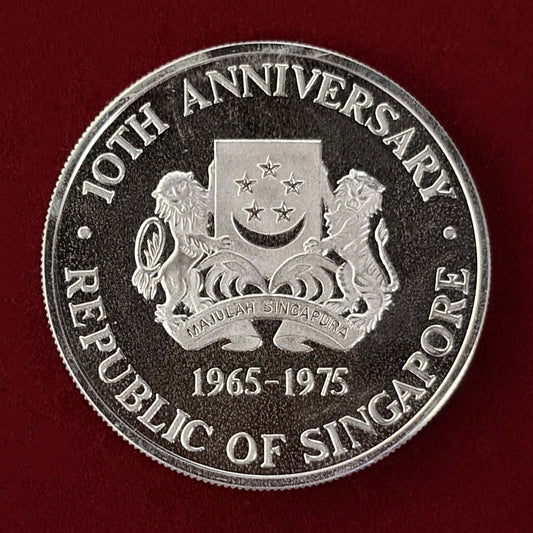 10TH ANNIVERSARY
MAJULAH SINGAPURA
1965-1975
REPUBLIC OF SINGAPORE